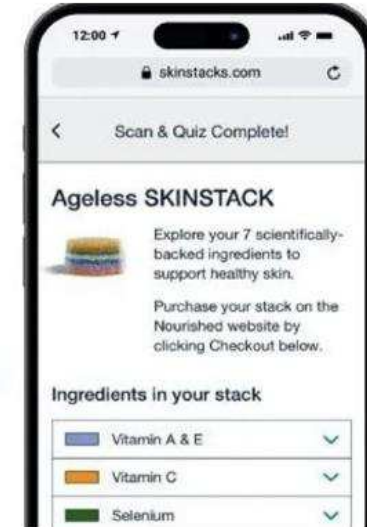 12:00
skinstacks.com
Scan & Quiz Complete!
Ageless SKINSTACK
Explore your 7 scientifically-
backed ingredients to
support healthy skin.
Purchase your stack on the
Nourished website by
clicking Checkout below.
Ingredients in your stack
Vitamin A & E
Vitamin C
Selenium